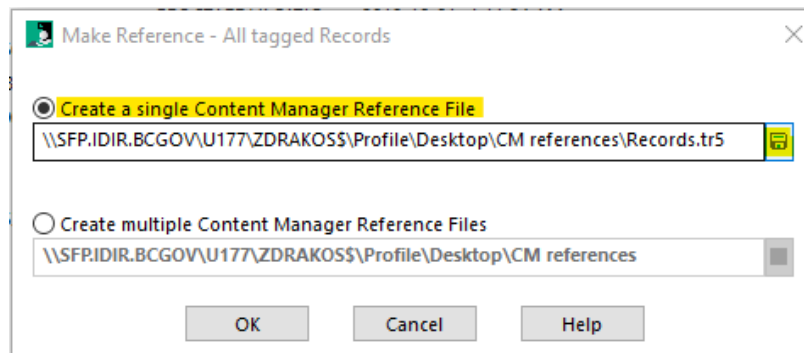 Make Reference - All tagged Records
Create a single Content Manager Reference File
\\SFP.IDIR.BCGOV\U177\ZDRAKOS$\Profile\Desktop\CM references\Records.tr5
Create multiple Content Manager Reference Files
\\SFP.IDIR.BCGOV\U177\ZDRAKOS$\Profile\Desktop\CM references
OK
Cancel
Help